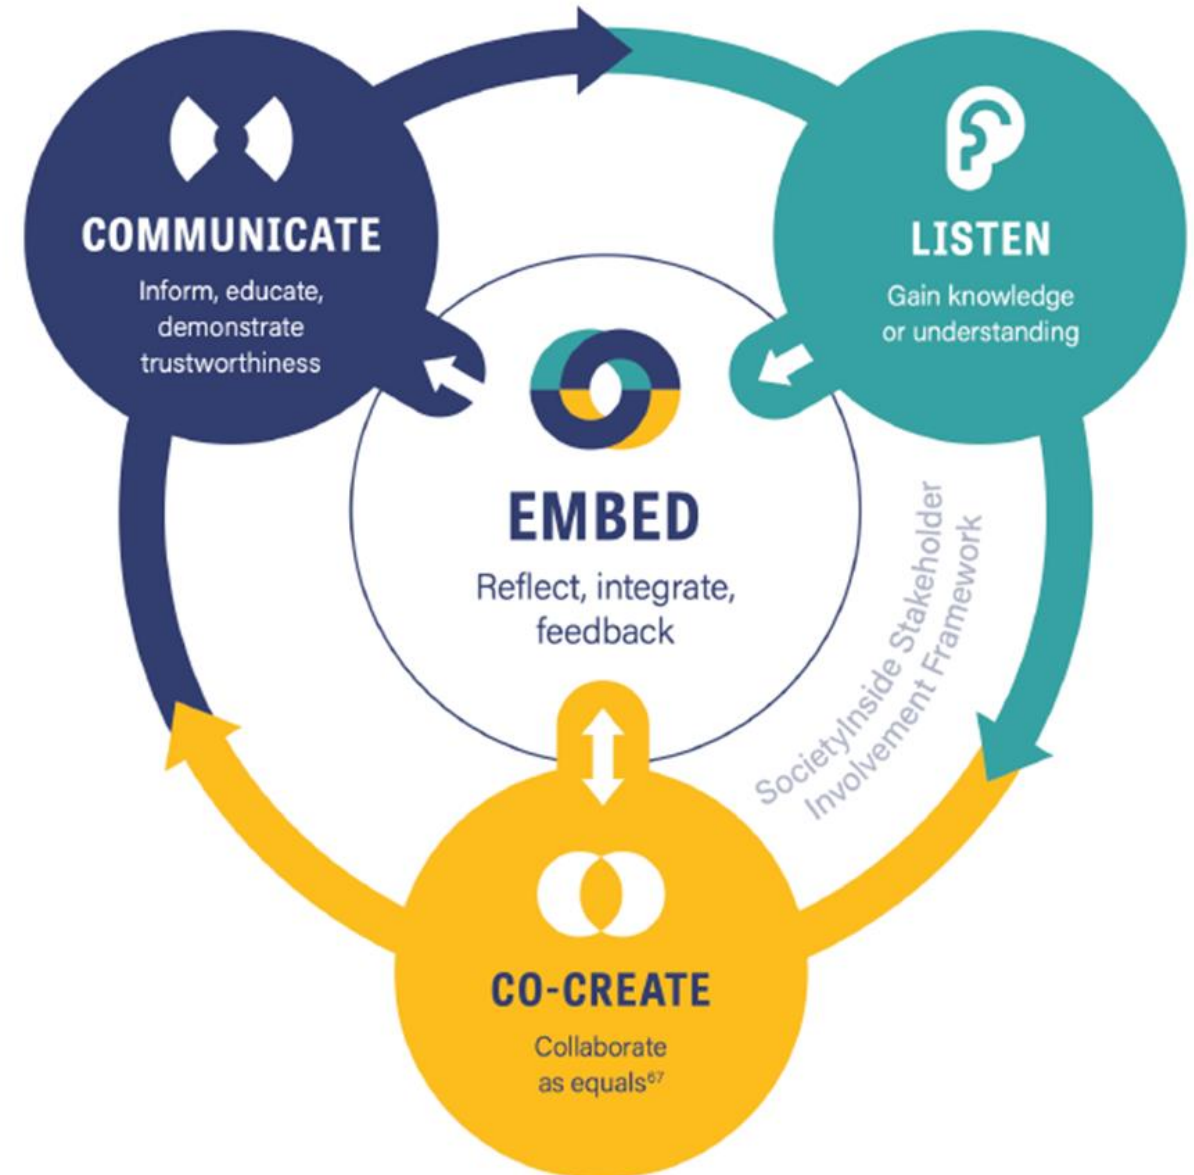 COMMUNICATE
Inform, educate,
demonstrate
trustworthiness
LISTEN
Gain knowledge
or understanding
EMBED
Reflect, integrate,
feedback
SocietyInside Stakeholder
Involvement Framework
CO-CREATE
Collaborate
as equals⁶⁷